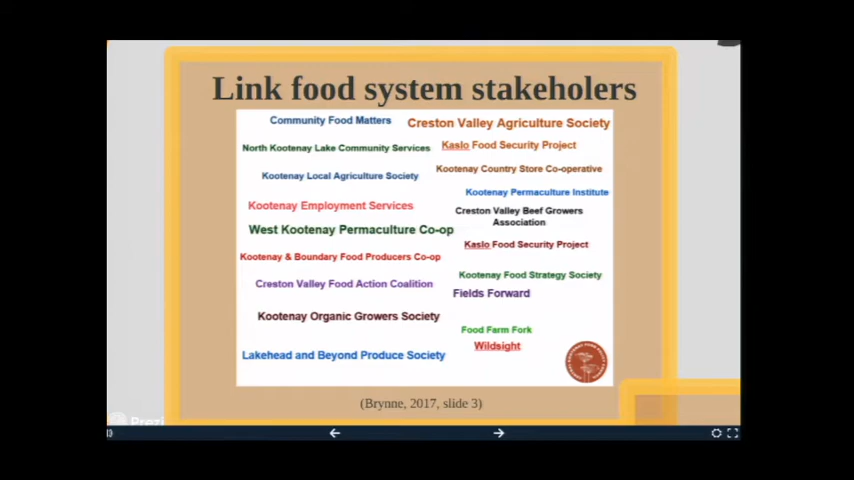 Link food system stakeholers
Community Food Matters
Creston Valley Agriculture Society
North Kootenay Lake Community Services
Kaslo Food Security Project
Kootenay Local Agriculture Society
Kootenay Country Store Co-operative
Kootenay Permaculture Institute
Kootenay Employment Services
Creston Valley Beef Growers
Association
West Kootenay Permaculture Co-op
Kaslo Food Security Project
Kootenay & Boundary Food Producers Co-op
Kootenay Food Strategy Society
Creston Valley Food Action Coalition
Fields Forward
Kootenay Organic Growers Society
Food Farm Fork
Wildsight
Lakehead and Beyond Produce Society
(Brynne, 2017, slide 3)
Prezi